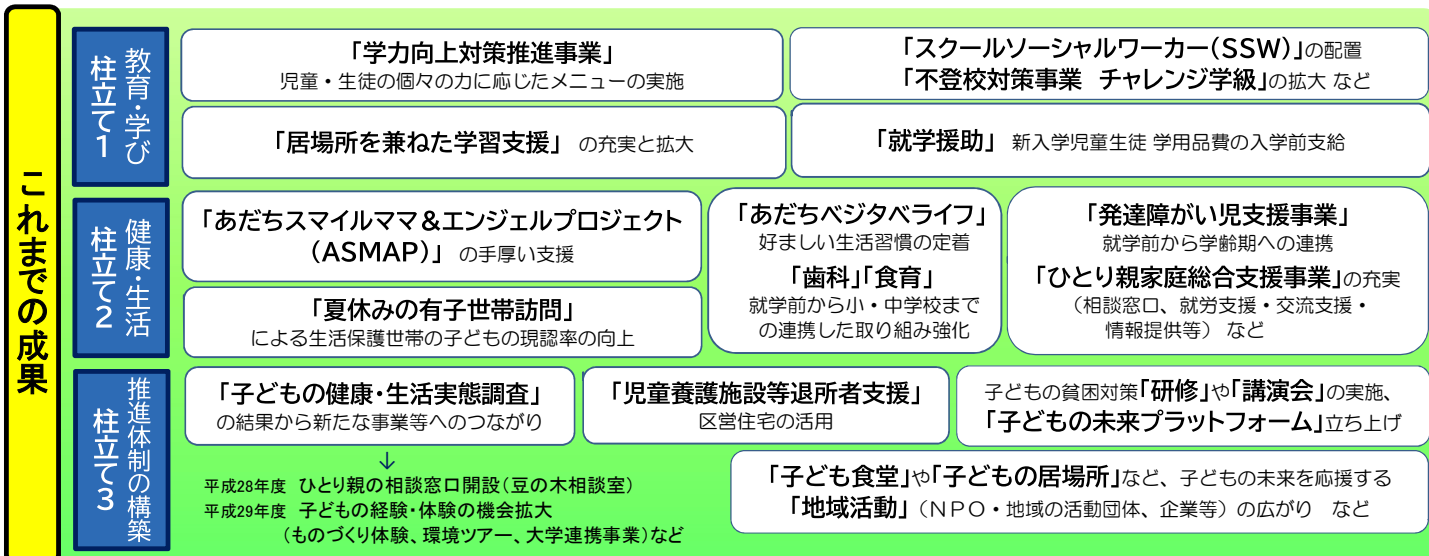 これまでの成果
柱立て1
教育・学び
「学力向上対策推進事業」
児童・生徒の個々の力に応じたメニューの実施
「スクールソーシャルワーカー(SSW)」の配置
「不登校対策事業 チャレンジ学級」の拡大 など
「居場所を兼ねた学習支援」 の充実と拡大
「就学援助」 新入学児童生徒 学用品費の入学前支給
柱立て2
健康・生活
「あだちスマイルママ&エンジェルプロジェクト
(ASMAP)」 の手厚い支援
「夏休みの有子世帯訪問」
による生活保護世帯の子どもの現認率の向上
「あだちベジタベライフ」
好ましい生活習慣の定着
「歯科」「食育」
就学前から小・中学校まで
の連携した取り組み強化
「発達障がい児支援事業」
就学前から学齢期への連携
「ひとり親家庭総合支援事業」の充実
(相談窓口、就労支援・交流支援・
情報提供等) など
柱立て3
推進体制の構築
「子どもの健康・生活実態調査」
の結果から新たな事業等へのつながり
↓
平成28年度 ひとり親の相談窓口開設(豆の木相談室)
平成29年度 子どもの経験・体験の機会拡大
(ものづくり体験、環境ツアー、大学連携事業)など
「児童養護施設等退所者支援」
区営住宅の活用
子どもの貧困対策「研修」や「講演会」の実施、
「子どもの未来プラットフォーム」立ち上げ
「子ども食堂」や「子どもの居場所」など、子どもの未来を応援する
「地域活動」(NPO・地域の活動団体、企業等)の広がり など